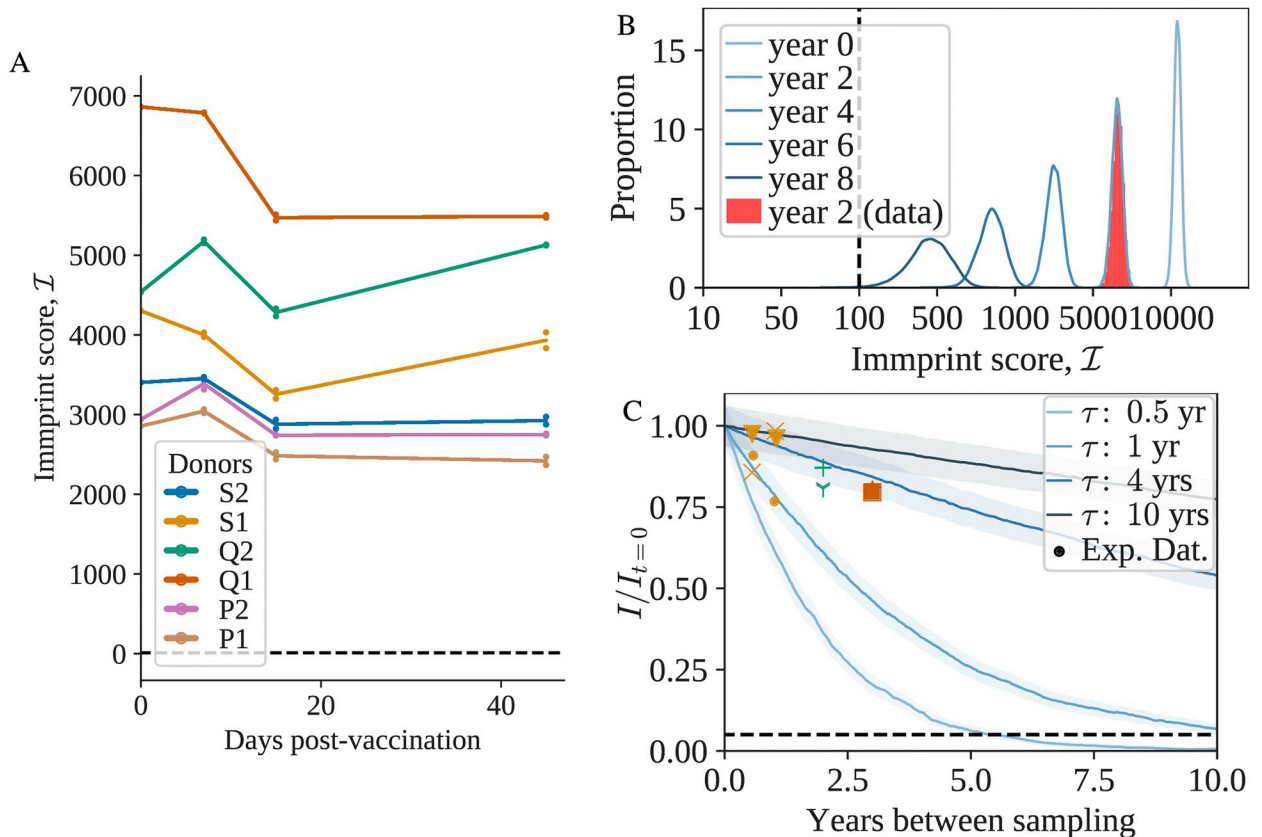 A
7000
6000
5000
4000
3000
2000
1000
0
Immprint score, ℐ
Donors
S2
S1
Q2
Q1
P2
P1
0 20 40
Days post-vaccination
B
15
10
5
0
Proportion
year 0
year 2
year 4
year 6
year 8
year 2 (data)
10 50 100 500 1000 5000 10000
Immprint score, ℐ
C
1.00
0.75
0.50
0.25
0.00
I/I_{t=0}
τ: 0.5 yr
τ: 1 yr
τ: 4 yrs
τ: 10 yrs
Exp. Dat.
0.0 2.5 5.0 7.5 10.0
Years between sampling